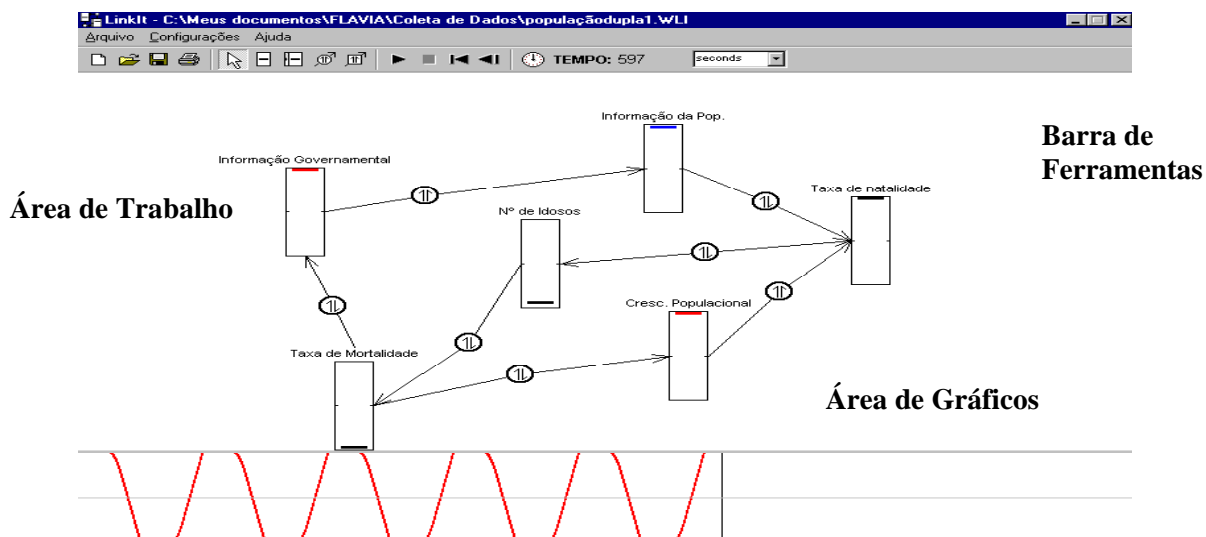 LinkIt - C:\Meus documentos\FLAVIA\Coleta de Dados\populaçãodupla1.WLI
Arquivo Configurações Ajuda
TEMPO: 597 seconds
Informação da Pop.
Barra de
Ferramentas
Informação Governamental
Taxa de natalidade
Área de Trabalho
Nº de Idosos
Cresc. Populacional
Taxa de Mortalidade
Área de Gráficos